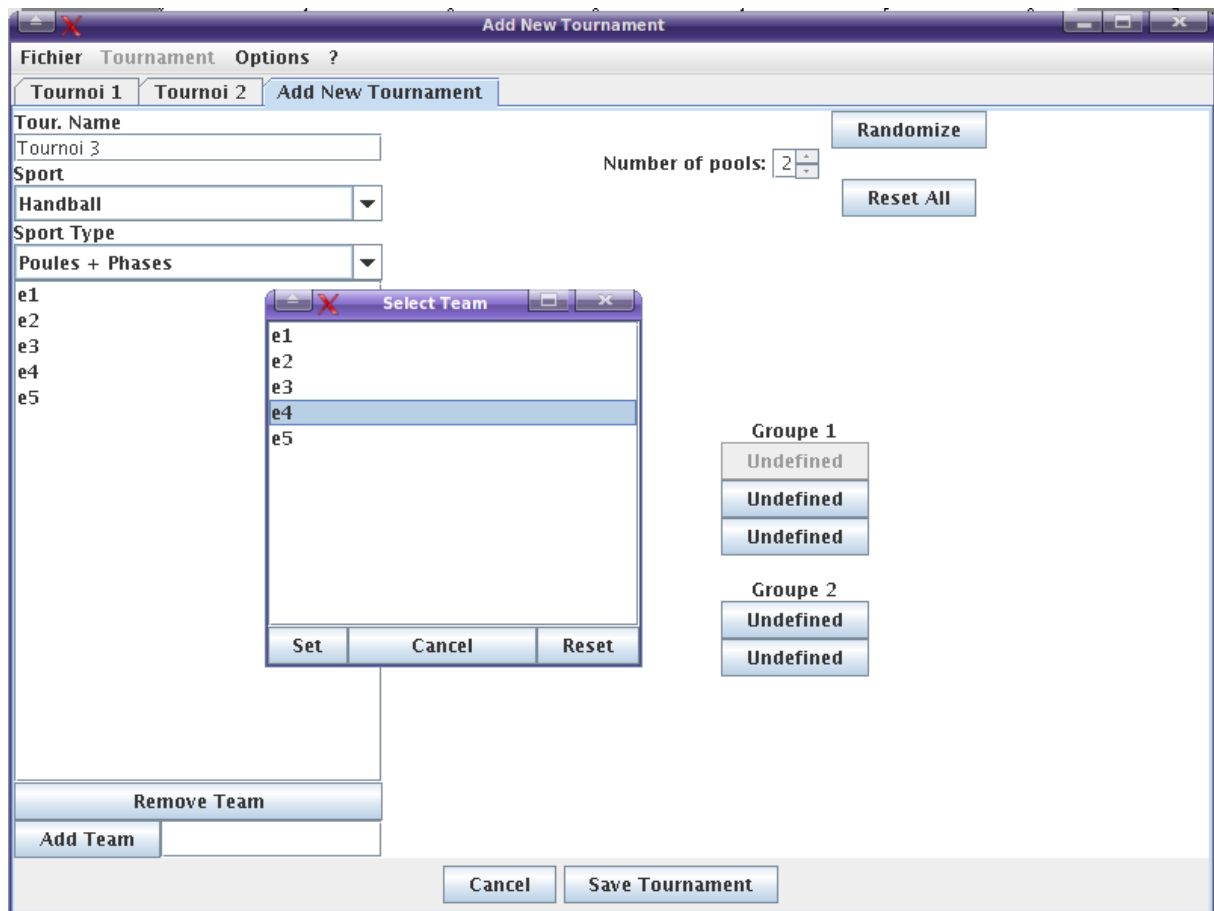 Add New Tournament
Fichier Tournament Options ?
Tournoi 1 Tournoi 2 Add New Tournament
Tour. Name
Tournoi 3
Sport
Handball
Sport Type
Poules + Phases
e1
e2
e3
e4
e5
Remove Team
Add Team
Number of pools: 2
Randomize
Reset All
Select Team
e1
e2
e3
e4
e5
Set Cancel Reset
Groupe 1
Undefined
Undefined
Undefined
Groupe 2
Undefined
Undefined
Cancel Save Tournament